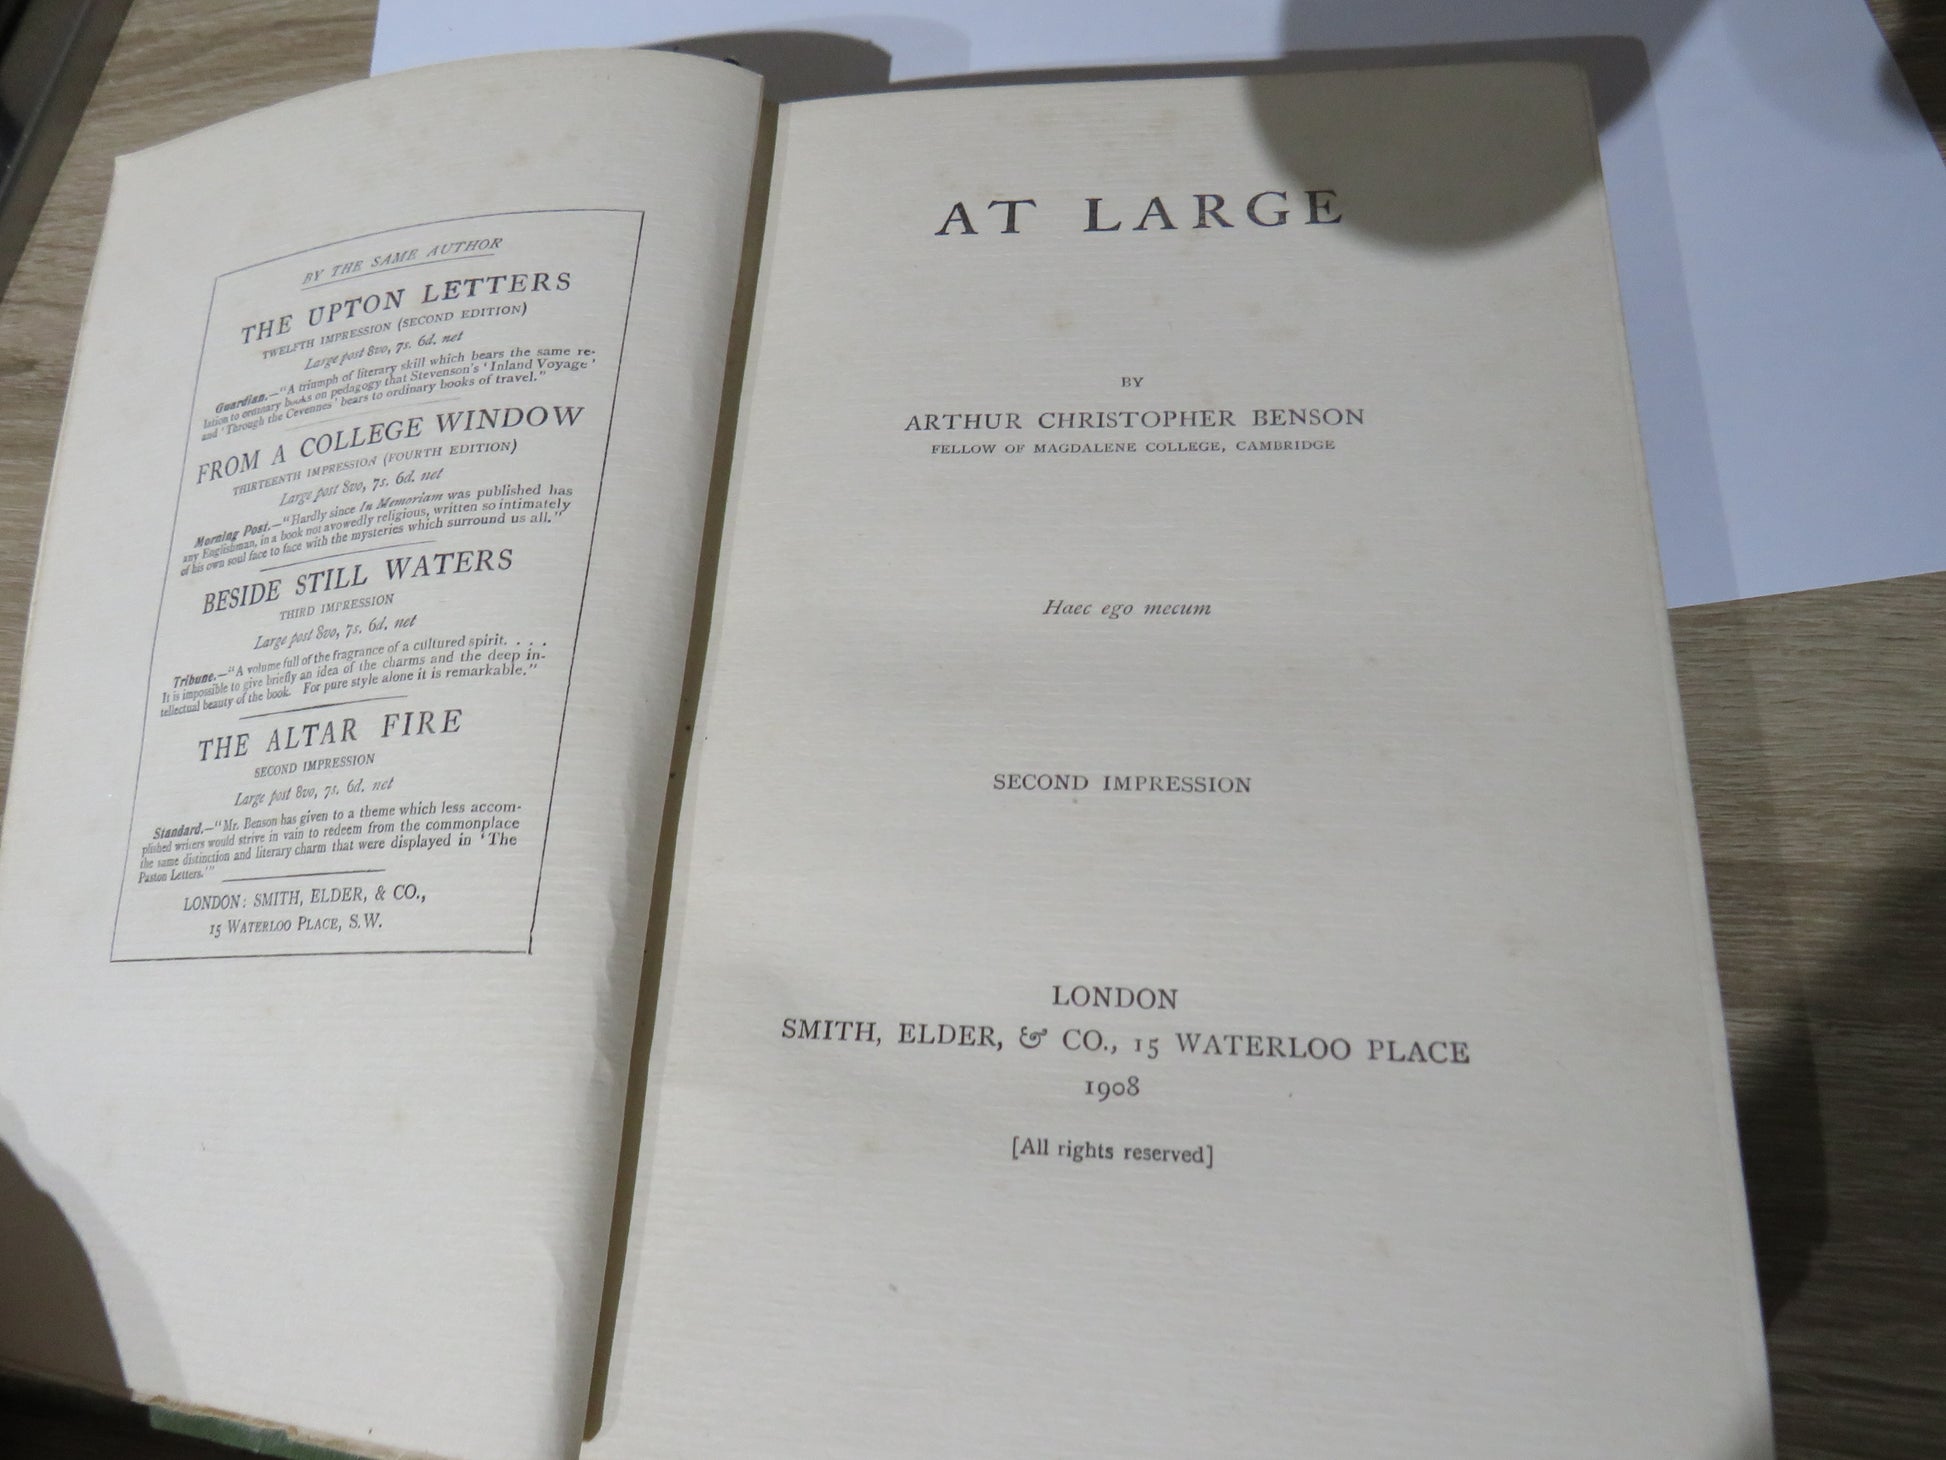 BY THE SAME AUTHOR
THE UPTON LETTERS
TWELFTH IMPRESSION (SECOND EDITION)
Large post 8vo, 7s. 6d. net
Guardian.—"A triumph of literary skill which bears the same re-
lation to ordinary books on pedagogy that Stevenson's 'Inland Voyage'
and 'Through the Cevennes' bears to ordinary books of travel."
FROM A COLLEGE WINDOW
THIRTEENTH IMPRESSION (FOURTH EDITION)
Large post 8vo, 7s. 6d. net
Morning Post.—"Hardly since In Memoriam was published has
any Englishman, in a book not avowedly religious, written so intimately
of his own soul face to face with the mysteries which surround us all."
BESIDE STILL WATERS
THIRD IMPRESSION
Large post 8vo, 7s. 6d. net
Tribune.—"A volume full of the fragrance of a cultured spirit. . . .
It is impossible to give briefly an idea of the charms and the deep in-
tellectual beauty of the book. For pure style alone it is remarkable."
THE ALTAR FIRE
SECOND IMPRESSION
Large post 8vo, 7s. 6d. net
Standard.—"Mr. Benson has given to a theme which less accom-
plished writers would strive in vain to redeem from the commonplace
the same distinction and literary charm that were displayed in 'The
Paston Letters.'"
LONDON: SMITH, ELDER, & CO.,
15 WATERLOO PLACE, S.W.
AT LARGE
BY
ARTHUR CHRISTOPHER BENSON
FELLOW OF MAGDALENE COLLEGE, CAMBRIDGE
Haec ego mecum
SECOND IMPRESSION
LONDON
SMITH, ELDER, & CO., 15 WATERLOO PLACE
1908
[All rights reserved]